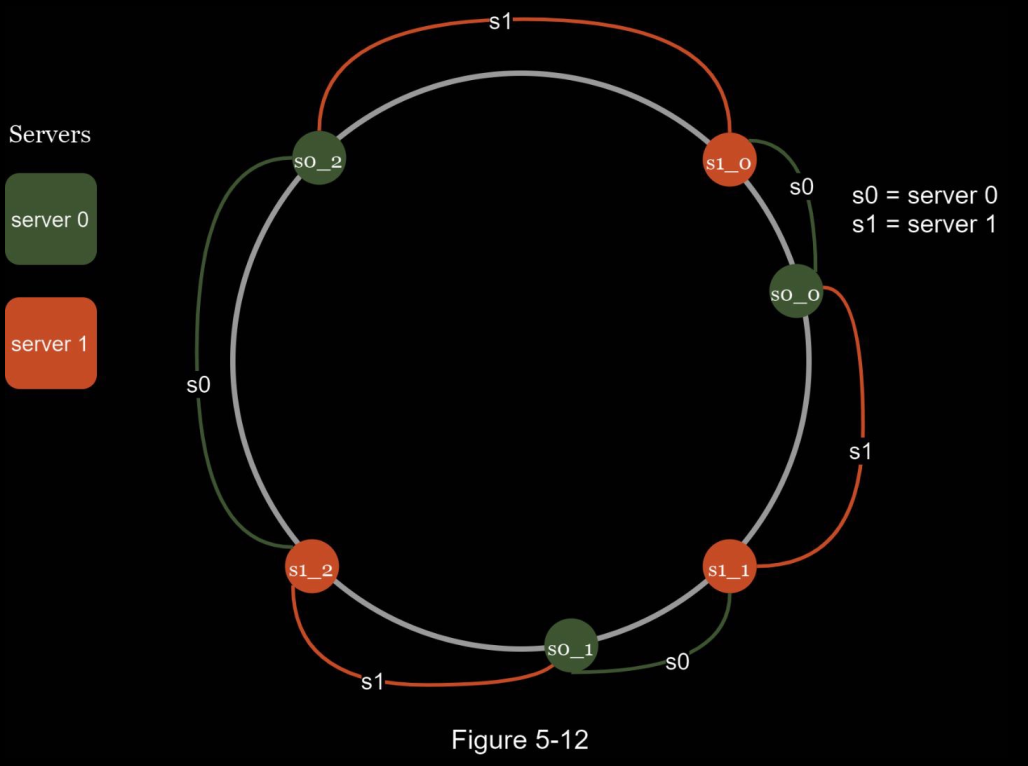 s1
Servers
s0_2
s1_0
s0
s0 = server 0
s1 = server 1
server 0
s0_0
server 1
s0
s1
s1_2
s1_1
s0_1
s0
s1
Figure 5-12